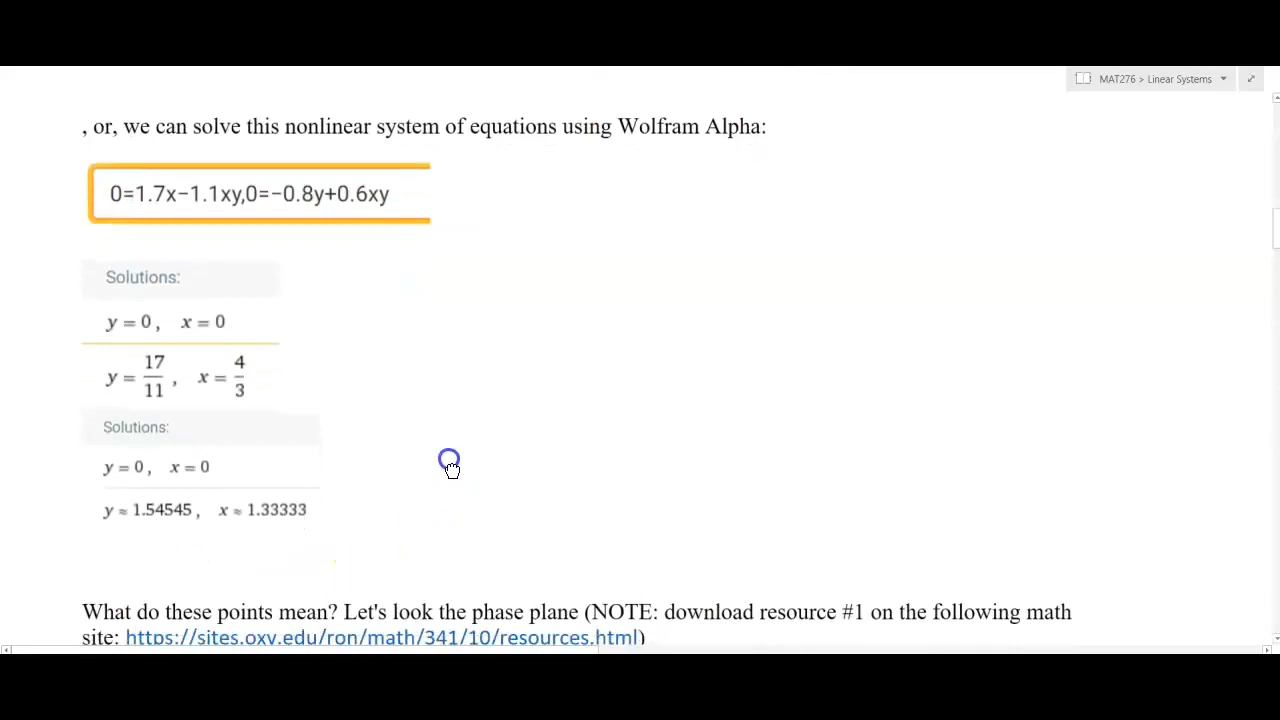 MAT276 > Linear Systems
, or, we can solve this nonlinear system of equations using Wolfram Alpha:
0=1.7x−1.1xy,0=−0.8y+0.6xy
Solutions:
y = 0, x = 0
y = 17/11, x = 4/3
Solutions:
y = 0, x = 0
y ≈ 1.54545, x ≈ 1.33333
What do these points mean? Let's look the phase plane (NOTE: download resource #1 on the following math
site: https://sites.oxy.edu/ron/math/341/10/resources.html)